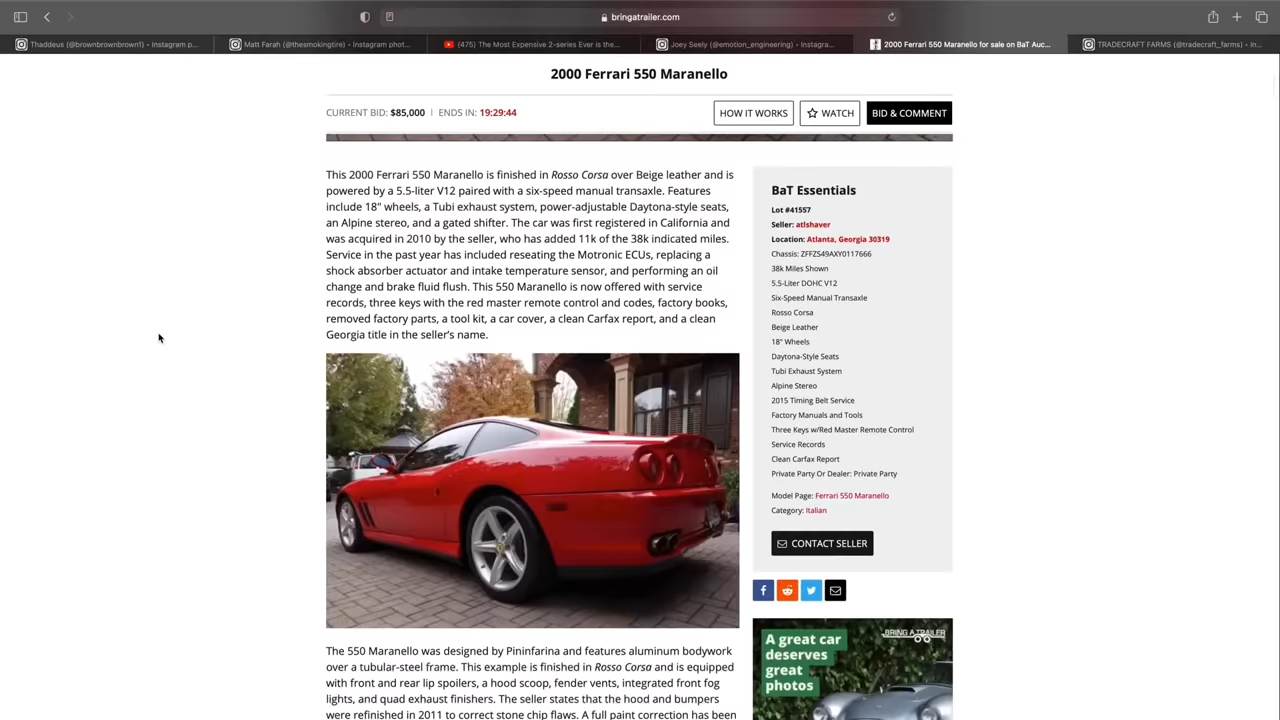 bringatrailer.com
Thaddeus (@brownbrownbrown1) • Instagram p...
Matt Farah (@thesmokingtire) • Instagram phot...
(475) The Most Expensive 2-series Ever is the...
Joey Seely (@emotion_engineering) • Instagra...
2000 Ferrari 550 Maranello for sale on BaT Auc...
TRADECRAFT FARMS (@tradecraft_farms) • In...
2000 Ferrari 550 Maranello
CURRENT BID: $85,000 | ENDS IN: 19:29:44
HOW IT WORKS
WATCH
BID & COMMENT
This 2000 Ferrari 550 Maranello is finished in Rosso Corsa over Beige leather and is
powered by a 5.5-liter V12 paired with a six-speed manual transaxle. Features
include 18" wheels, a Tubi exhaust system, power-adjustable Daytona-style seats,
an Alpine stereo, and a gated shifter. The car was first registered in California and
was acquired in 2010 by the seller, who has added 11k of the 38k indicated miles.
Service in the past year has included reseating the Motronic ECUs, replacing a
shock absorber actuator and intake temperature sensor, and performing an oil
change and brake fluid flush. This 550 Maranello is now offered with service
records, three keys with the red master remote control and codes, factory books,
removed factory parts, a tool kit, a car cover, a clean Carfax report, and a clean
Georgia title in the seller's name.
The 550 Maranello was designed by Pininfarina and features aluminum bodywork
over a tubular-steel frame. This example is finished in Rosso Corsa and is equipped
with front and rear lip spoilers, a hood scoop, fender vents, integrated front fog
lights, and quad exhaust finishers. The seller states that the hood and bumpers
were refinished in 2011 to correct stone chip flaws. A full paint correction has been
BaT Essentials
Lot #41557
Seller: atlshaver
Location: Atlanta, Georgia 30319
Chassis: ZFFZS49AXY0117666
38k Miles Shown
5.5-Liter DOHC V12
Six-Speed Manual Transaxle
Rosso Corsa
Beige Leather
18" Wheels
Daytona-Style Seats
Tubi Exhaust System
Alpine Stereo
2015 Timing Belt Service
Factory Manuals and Tools
Three Keys w/Red Master Remote Control
Service Records
Clean Carfax Report
Private Party Or Dealer: Private Party
Model Page: Ferrari 550 Maranello
Category: Italian
CONTACT SELLER
A great car
deserves
great
photos
BRING A TRAILER